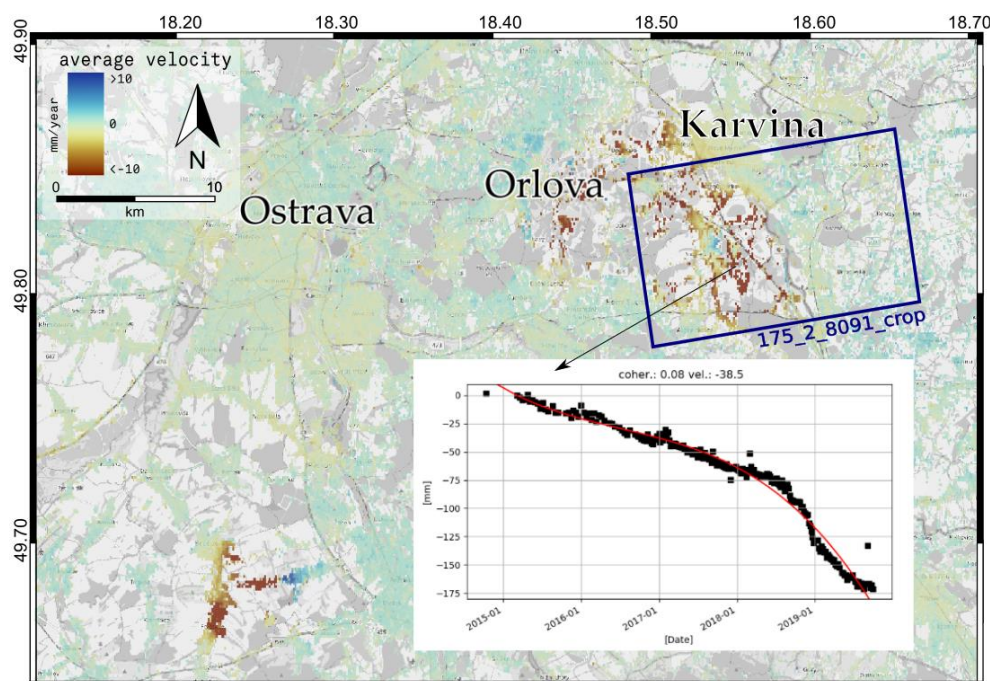 18.20 18.30 18.40 18.50 18.60 18.70
49.90
average velocity
>10
mm/year
0
<-10
N
0 10
km
Karvina
Orlova
Ostrava
49.80
175_2_8091_crop
coher.: 0.08 vel.: -38.5
0
−25
−50
−75
−100
−125
−150
−175
[mm]
2015-01 2016-01 2017-01 2018-01 2019-01
[Date]
49.70